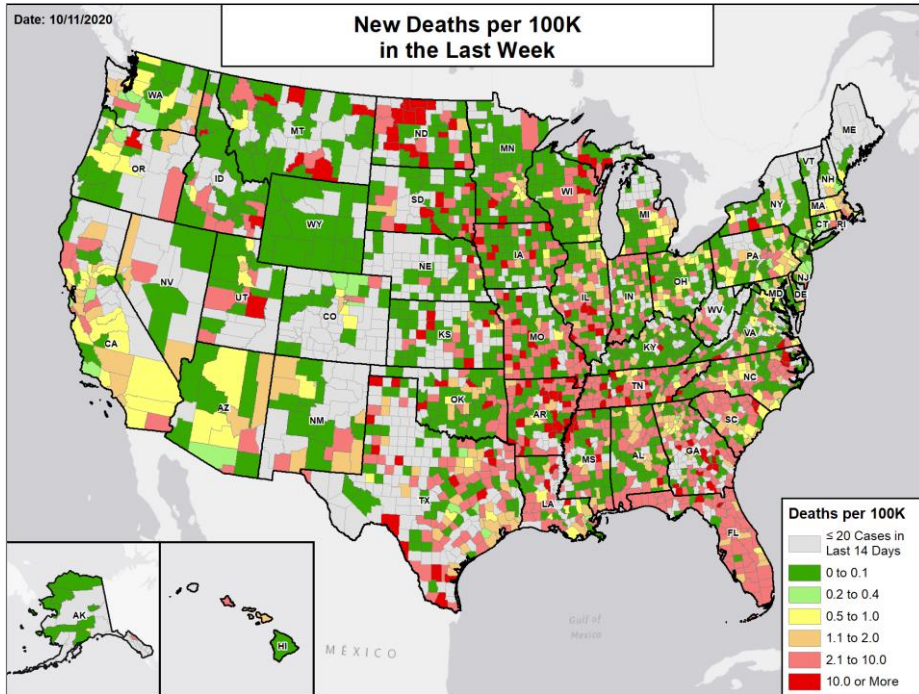 Date: 10/11/2020
New Deaths per 100K
in the Last Week
WA
MT
ND
MN
ME
OR
ID
SD
WI
MI
VT
NH
NY
MA
CT
RI
WY
IA
NE
PA
NJ
NV
UT
CO
IL
IN
OH
MD
DE
WV
VA
CA
KS
MO
KY
AZ
NM
OK
AR
TN
NC
SC
MS
AL
GA
TX
LA
FL
Gulf of
Mexico
MÉXICO
AK
HI
Deaths per 100K
≤ 20 Cases in
Last 14 Days
0 to 0.1
0.2 to 0.4
0.5 to 1.0
1.1 to 2.0
2.1 to 10.0
10.0 or More